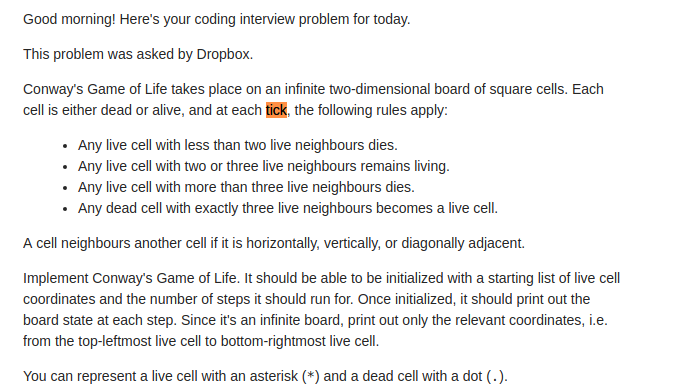 Good morning! Here's your coding interview problem for today.
This problem was asked by Dropbox.
Conway's Game of Life takes place on an infinite two-dimensional board of square cells. Each
cell is either dead or alive, and at each tick, the following rules apply:
• Any live cell with less than two live neighbours dies.
• Any live cell with two or three live neighbours remains living.
• Any live cell with more than three live neighbours dies.
• Any dead cell with exactly three live neighbours becomes a live cell.
A cell neighbours another cell if it is horizontally, vertically, or diagonally adjacent.
Implement Conway's Game of Life. It should be able to be initialized with a starting list of live cell
coordinates and the number of steps it should run for. Once initialized, it should print out the
board state at each step. Since it's an infinite board, print out only the relevant coordinates, i.e.
from the top-leftmost live cell to bottom-rightmost live cell.
You can represent a live cell with an asterisk (*) and a dead cell with a dot (.).